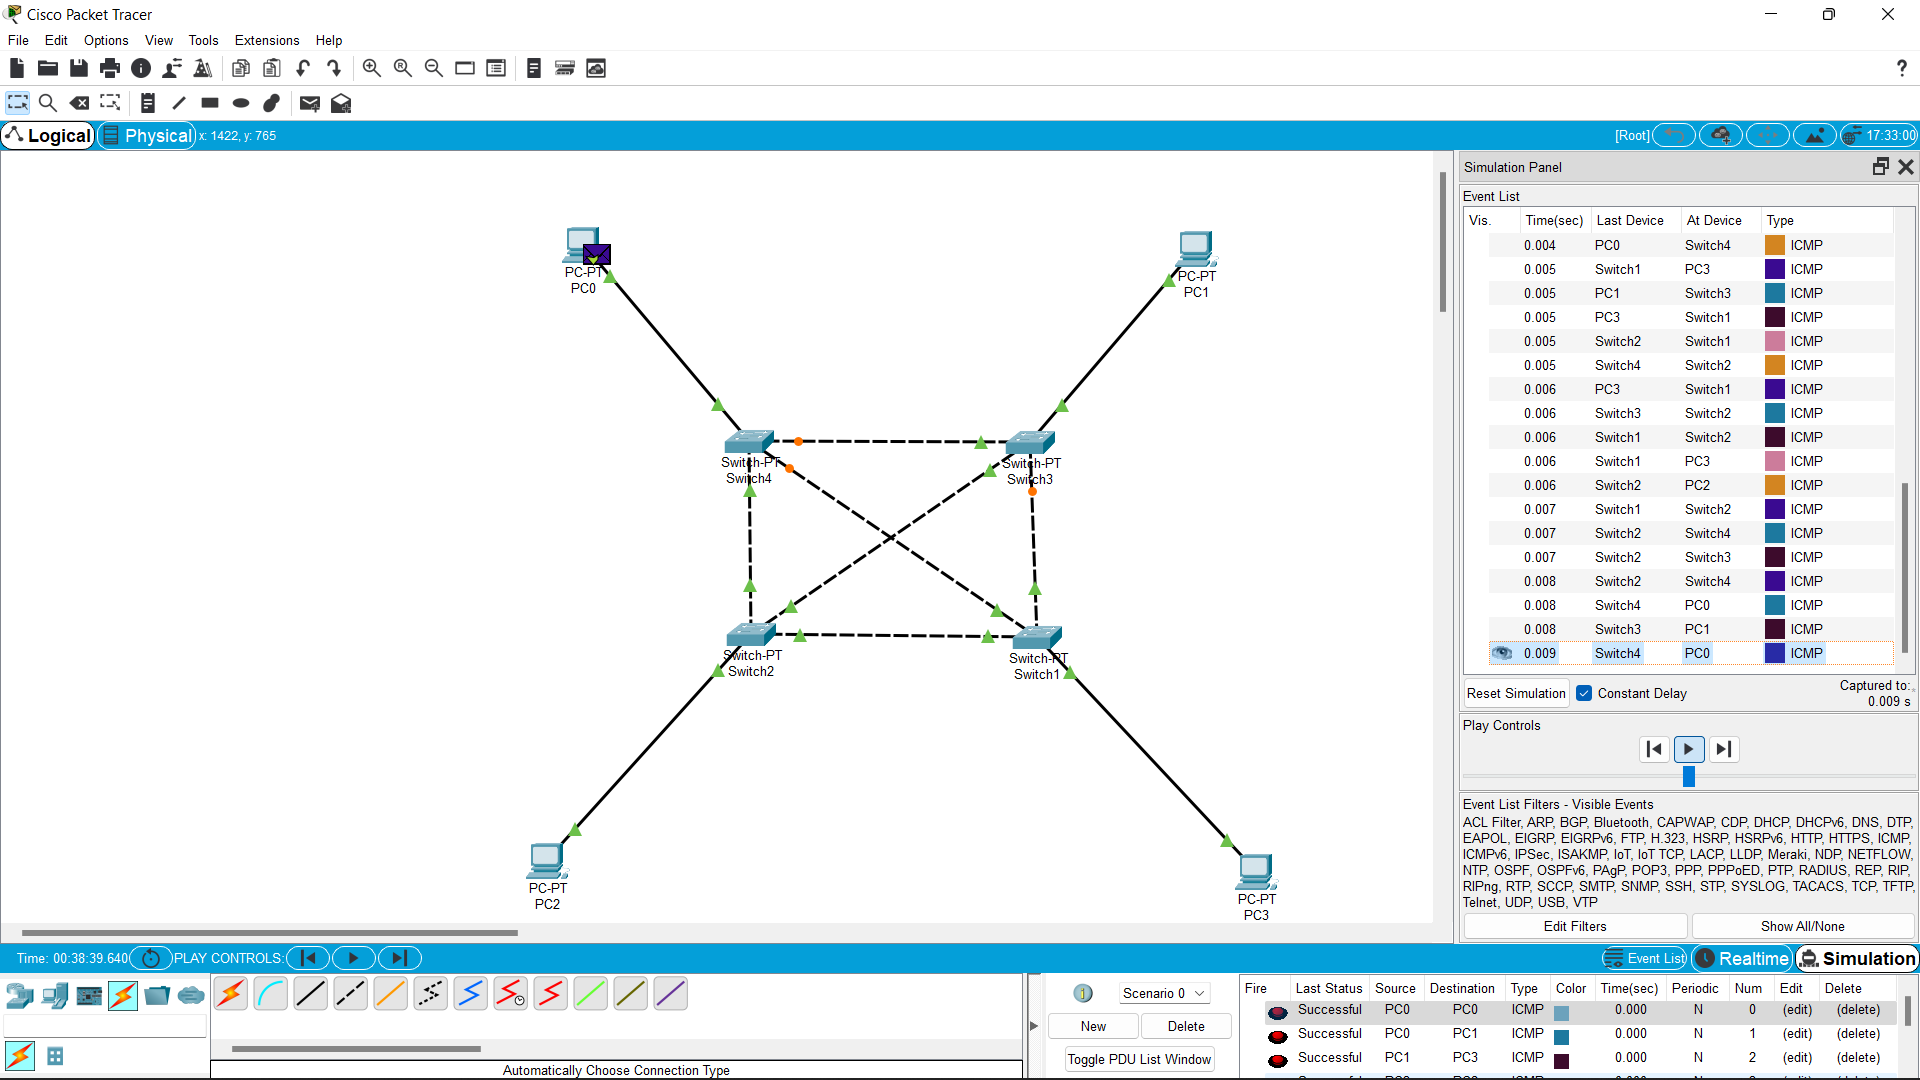 Cisco Packet Tracer
File Edit Options View Tools Extensions Help
Logical Physical x: 1422, y: 765 [Root] 17:33:00
PC-PT
PC0
PC-PT
PC1
Switch-PT
Switch4
Switch-PT
Switch3
Switch-PT
Switch2
Switch-PT
Switch1
PC-PT
PC2
PC-PT
PC3
Simulation Panel
Event List
Vis. Time(sec) Last Device At Device Type
0.004 PC0 Switch4 ICMP
0.005 Switch1 PC3 ICMP
0.005 PC1 Switch3 ICMP
0.005 PC3 Switch1 ICMP
0.005 Switch2 Switch1 ICMP
0.005 Switch4 Switch2 ICMP
0.006 PC3 Switch1 ICMP
0.006 Switch3 Switch2 ICMP
0.006 Switch1 Switch2 ICMP
0.006 Switch1 PC3 ICMP
0.006 Switch2 PC2 ICMP
0.007 Switch1 Switch2 ICMP
0.007 Switch2 Switch4 ICMP
0.007 Switch2 Switch3 ICMP
0.008 Switch2 Switch4 ICMP
0.008 Switch4 PC0 ICMP
0.008 Switch3 PC1 ICMP
0.009 Switch4 PC0 ICMP
Reset Simulation Constant Delay Captured to:
0.009 s
Play Controls
Event List Filters - Visible Events
ACL Filter, ARP, BGP, Bluetooth, CAPWAP, CDP, DHCP, DHCPv6, DNS, DTP,
EAPOL, EIGRP, EIGRPv6, FTP, H.323, HSRP, HSRPv6, HTTP, HTTPS, ICMP,
ICMPv6, IPSec, ISAKMP, IoT, IoT TCP, LACP, LLDP, Meraki, NDP, NETFLOW,
NTP, OSPF, OSPFv6, PAgP, POP3, PPP, PPPoED, PTP, RADIUS, REP, RIP,
RIPng, RTP, SCCP, SMTP, SNMP, SSH, STP, SYSLOG, TACACS, TCP, TFTP,
Telnet, UDP, USB, VTP
Edit Filters Show All/None
Time: 00:38:39.640 PLAY CONTROLS: Event List Realtime Simulation
Scenario 0
New Delete
Toggle PDU List Window
Fire Last Status Source Destination Type Color Time(sec) Periodic Num Edit Delete
Successful PC0 PC0 ICMP 0.000 N 0 (edit) (delete)
Successful PC0 PC1 ICMP 0.000 N 1 (edit) (delete)
Successful PC1 PC3 ICMP 0.000 N 2 (edit) (delete)
Automatically Choose Connection Type